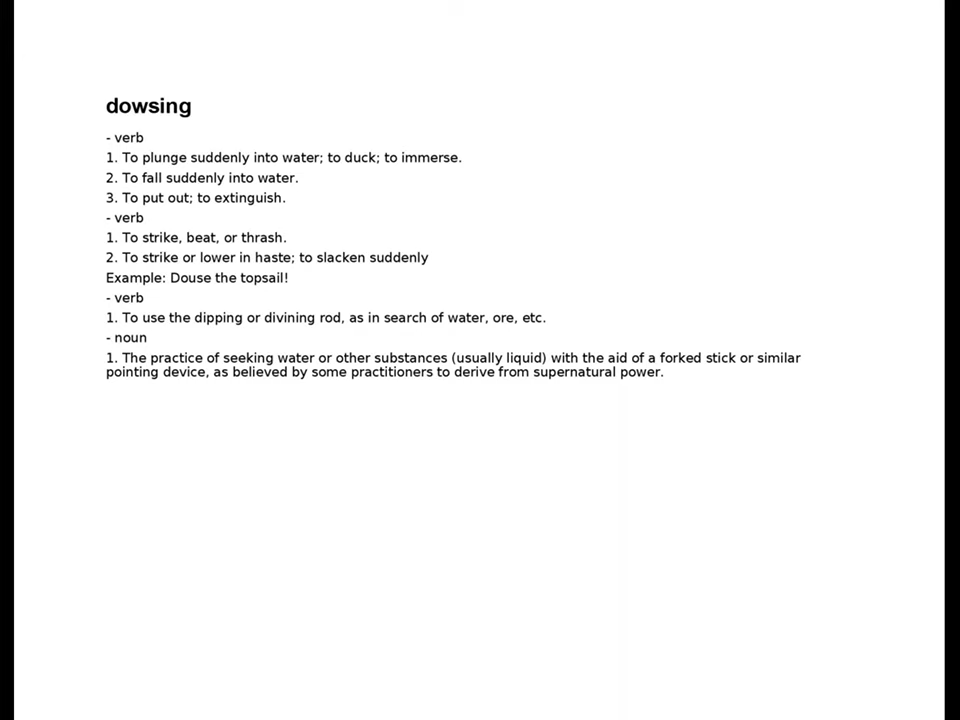 dowsing
- verb
1. To plunge suddenly into water; to duck; to immerse.
2. To fall suddenly into water.
3. To put out; to extinguish.
- verb
1. To strike, beat, or thrash.
2. To strike or lower in haste; to slacken suddenly
Example: Douse the topsail!
- verb
1. To use the dipping or divining rod, as in search of water, ore, etc.
- noun
1. The practice of seeking water or other substances (usually liquid) with the aid of a forked stick or similar
pointing device, as believed by some practitioners to derive from supernatural power.